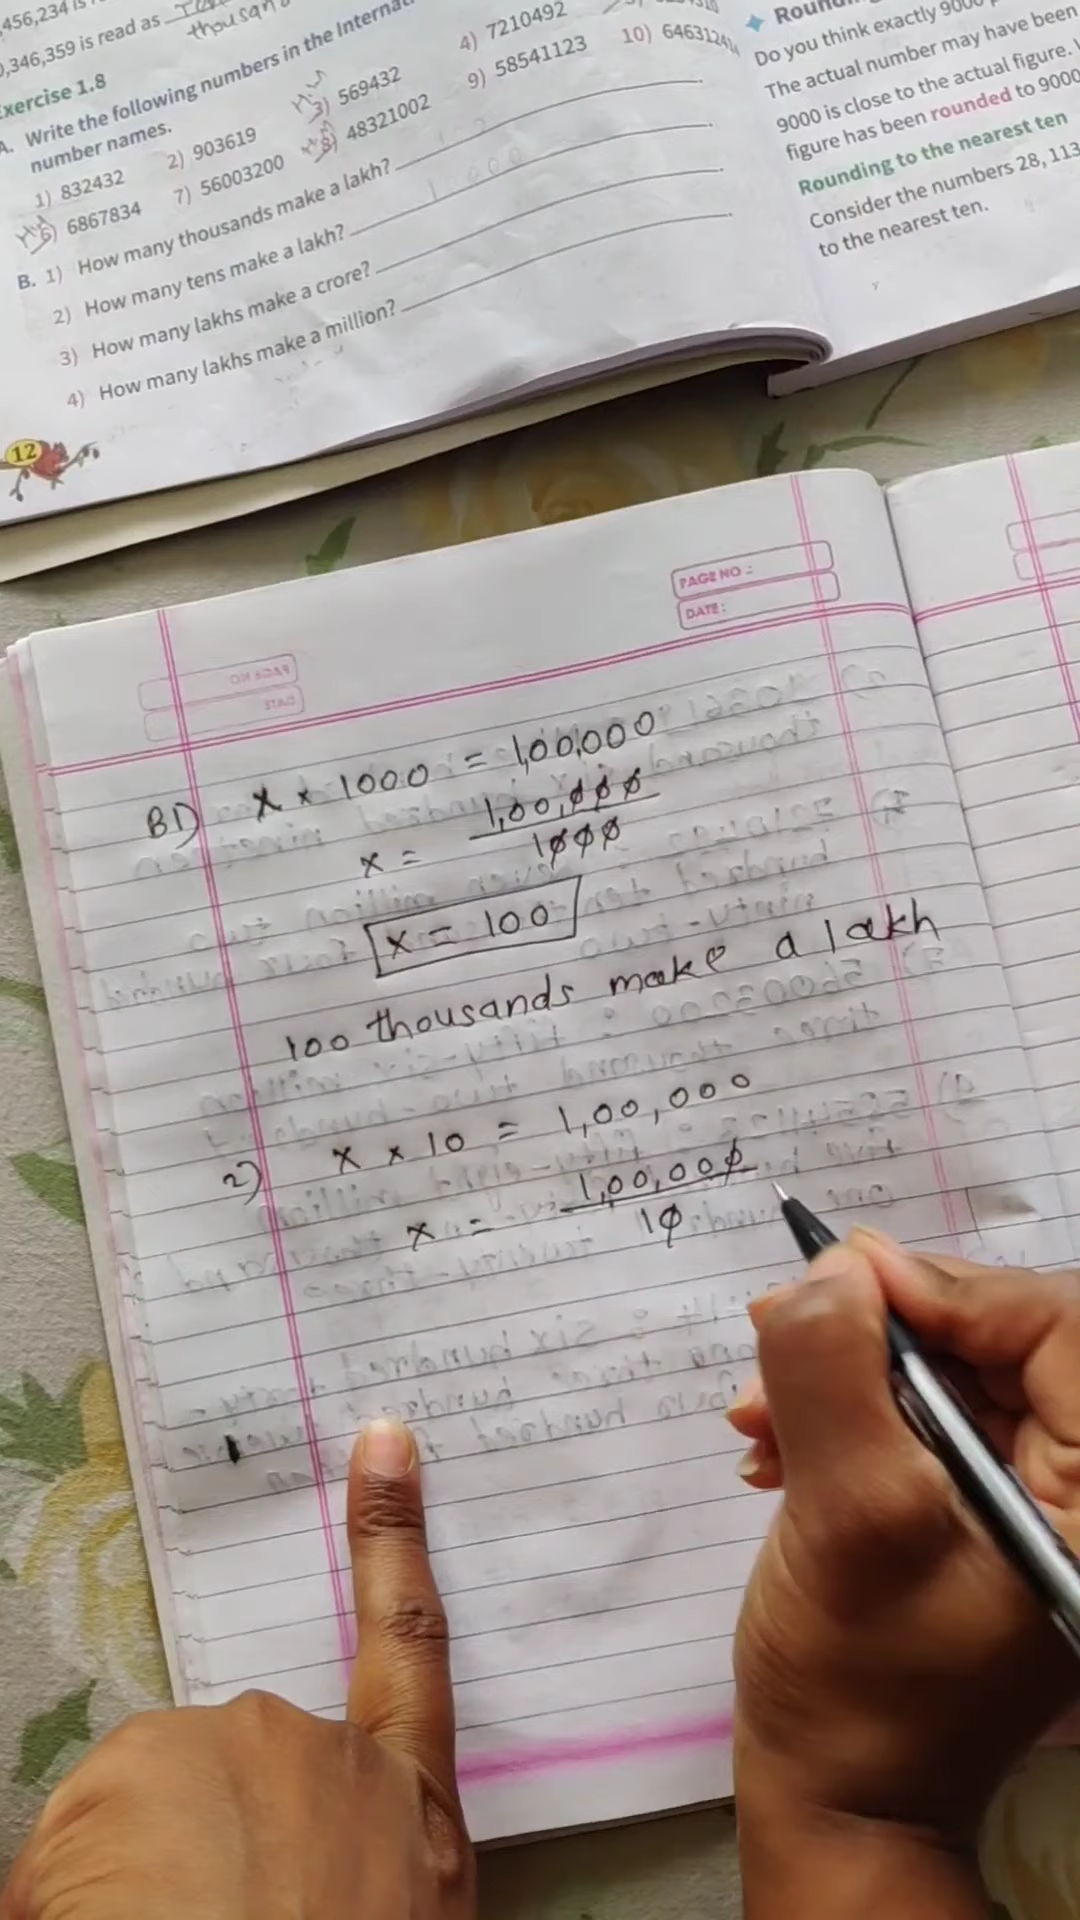 ,456,234 is
0,346,359 is read as
thousan
Exercise 1.8
A. Write the following numbers in the Internat
number names.
1) 832432
2) 903619
3) 569432
4) 7210492
6) 6867834
7) 56003200
8) 48321002
9) 58541123
10) 6463124
B. 1) How many thousands make a lakh?
2) How many tens make a lakh?
3) How many lakhs make a crore?
4) How many lakhs make a million?
12
Do you think exactly 9000
The actual number may have been
9000 is close to the actual figure.
figure has been rounded to 9000
Rounding to the nearest ten
Consider the numbers 28, 113
to the nearest ten.
PAGE NO :
DATE:
B1) x × 1000 = 1,00,000
x = 1,00,000
1000
x = 100
100 thousands make a lakh
2) x × 10 = 1,00,000
x = 1,00,000
10